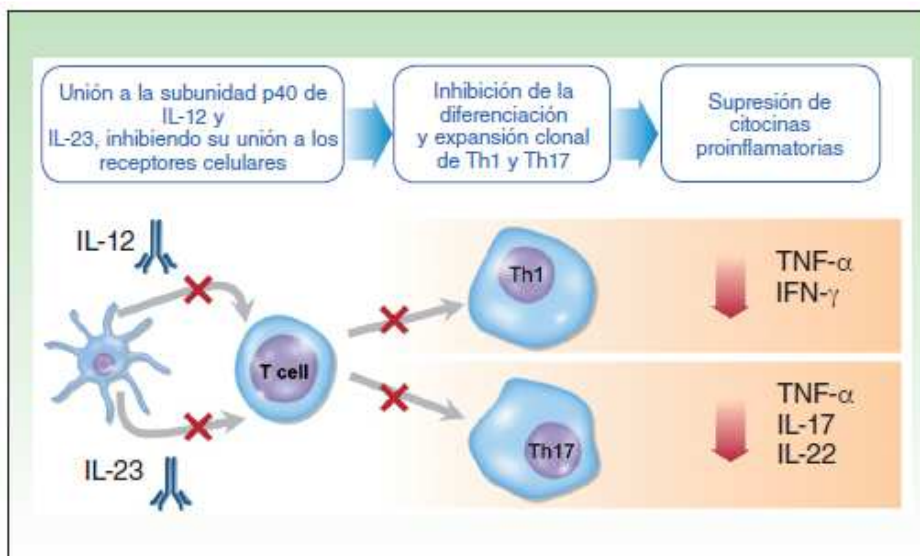 Unión a la subunidad p40 de
IL-12 y
IL-23, inhibiendo su unión a los
receptores celulares
Inhibición de la
diferenciación
y expansión clonal
de Th1 y Th17
Supresión de
citocinas
proinflamatorias
IL-12
Th1
TNF-α
IFN-γ
T cell
IL-23
Th17
TNF-α
IL-17
IL-22